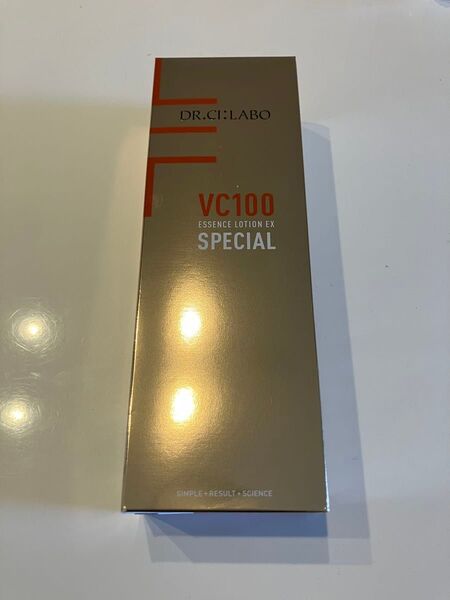 DR.CI:LABO
VC100
ESSENCE LOTION EX
SPECIAL
SIMPLE+RESULT+SCIENCE